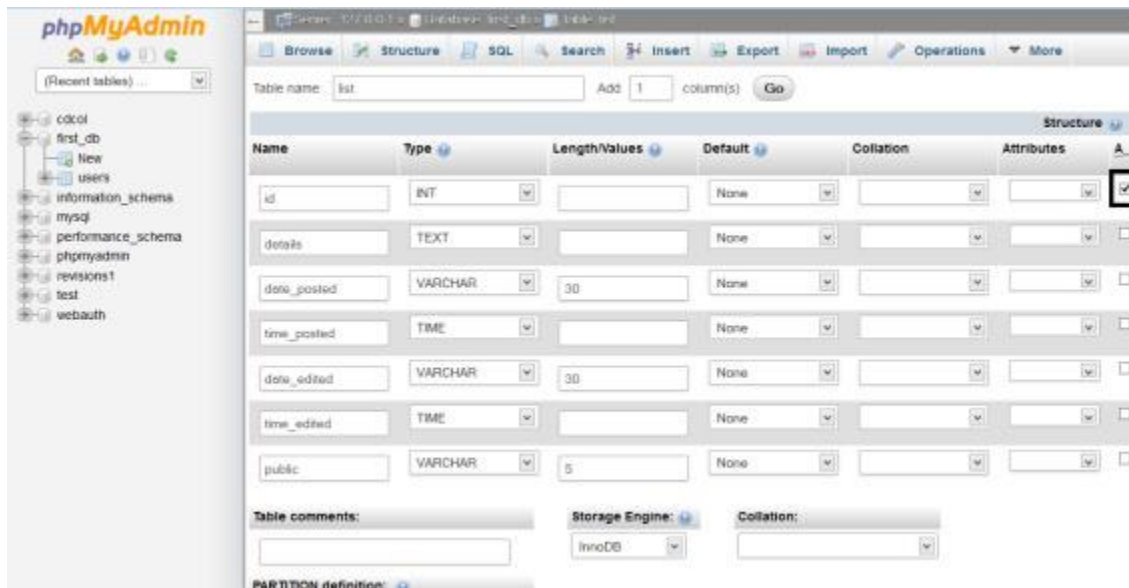 phpMyAdmin
(Recent tables) ...
cdcol
first_db
New
users
information_schema
mysql
performance_schema
phpmyadmin
revisions1
test
webauth
Browse Structure SQL Search Insert Export Import Operations More
Table name list Add 1 column(s) Go
Structure
Name Type Length/Values Default Collation Attributes A_
id INT None
details TEXT None
date_posted VARCHAR 30 None
time_posted TIME None
date_edited VARCHAR 30 None
time_edited TIME None
public VARCHAR 5 None
Table comments: Storage Engine: Collation:
InnoDB
PARTITION definition: